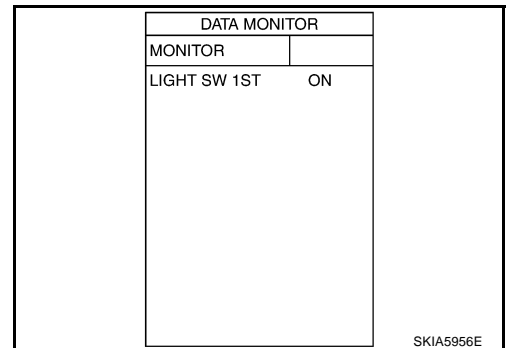 DATA MONITOR
MONITOR
LIGHT SW 1ST ON
SKIA5956E